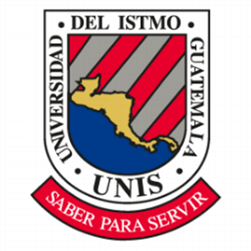 UNIVERSIDAD · DEL ISTMO · GUATEMALA
· UNIS ·
SABER PARA SERVIR